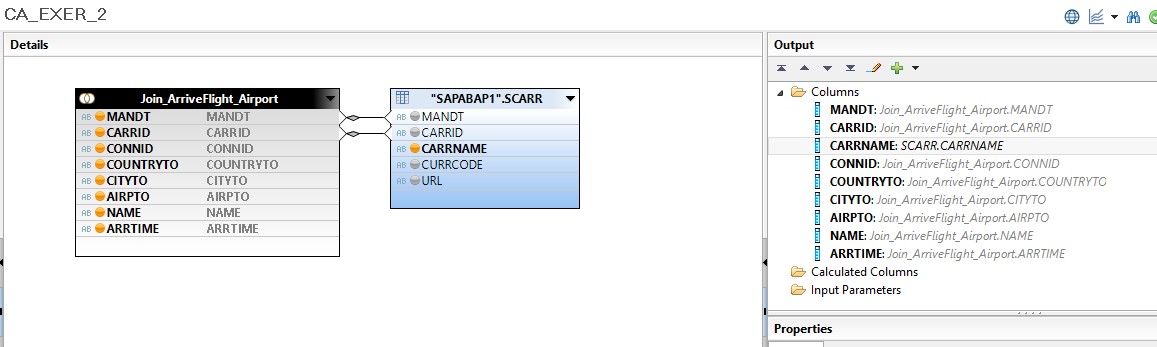 CA_EXER_2
Details
Join_ArriveFlight_Airport
AB MANDT MANDT
AB CARRID CARRID
AB CONNID CONNID
AB COUNTRYTO COUNTRYTO
AB CITYTO CITYTO
AB AIRPTO AIRPTO
AB NAME NAME
AB ARRTIME ARRTIME
"SAPABAP1".SCARR
AB MANDT
AB CARRID
AB CARRNAME
AB CURRCODE
AB URL
Output
Columns
MANDT: Join_ArriveFlight_Airport.MANDT
CARRID: Join_ArriveFlight_Airport.CARRID
CARRNAME: SCARR.CARRNAME
CONNID: Join_ArriveFlight_Airport.CONNID
COUNTRYTO: Join_ArriveFlight_Airport.COUNTRYTO
CITYTO: Join_ArriveFlight_Airport.CITYTO
AIRPTO: Join_ArriveFlight_Airport.AIRPTO
NAME: Join_ArriveFlight_Airport.NAME
ARRTIME: Join_ArriveFlight_Airport.ARRTIME
Calculated Columns
Input Parameters
Properties